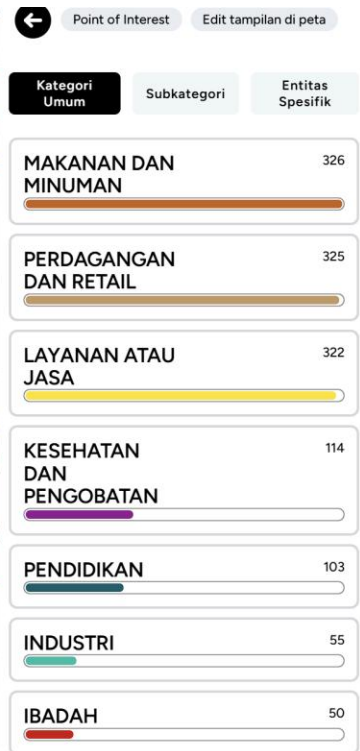 Point of Interest
Edit tampilan di peta
Kategori
Umum
Subkategori
Entitas
Spesifik
MAKANAN DAN
MINUMAN
326
PERDAGANGAN
DAN RETAIL
325
LAYANAN ATAU
JASA
322
KESEHATAN
DAN
PENGOBATAN
114
PENDIDIKAN
103
INDUSTRI
55
IBADAH
50